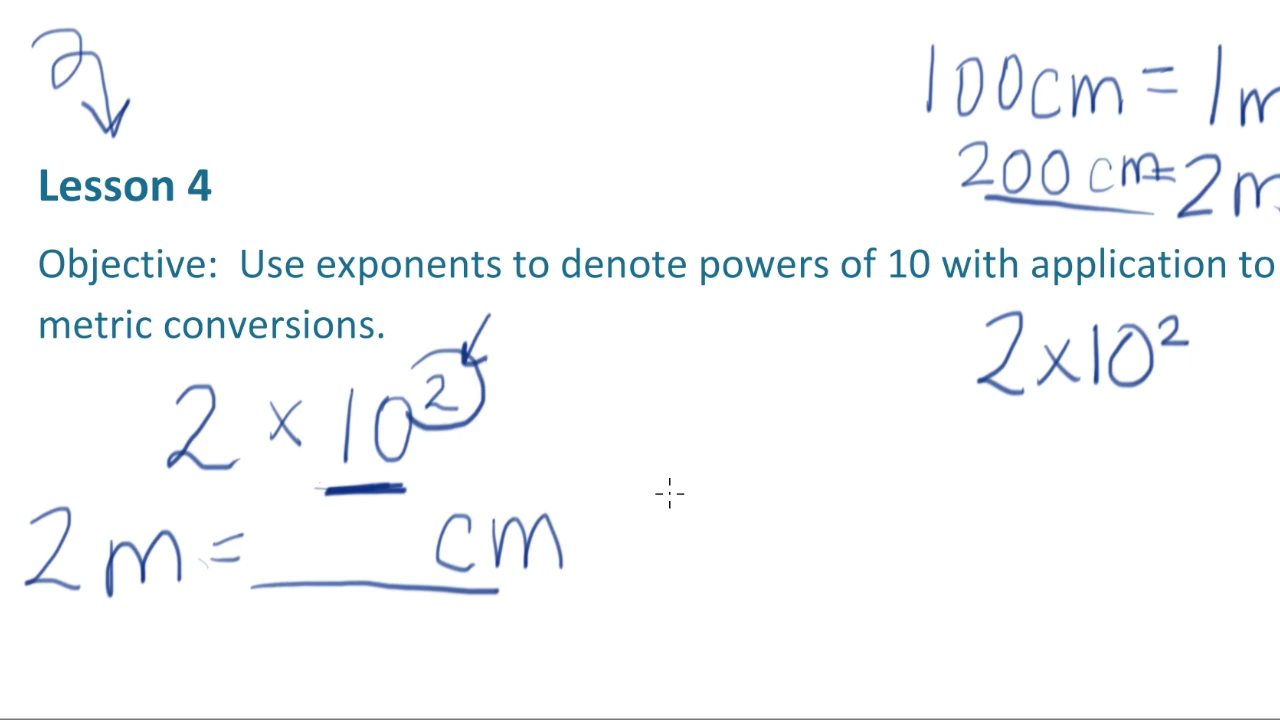 100cm = 1m
200 cm = 2m
Lesson 4
Objective: Use exponents to denote powers of 10 with application to
metric conversions.
2 x 10²
2 x 10²
2m = ____ cm